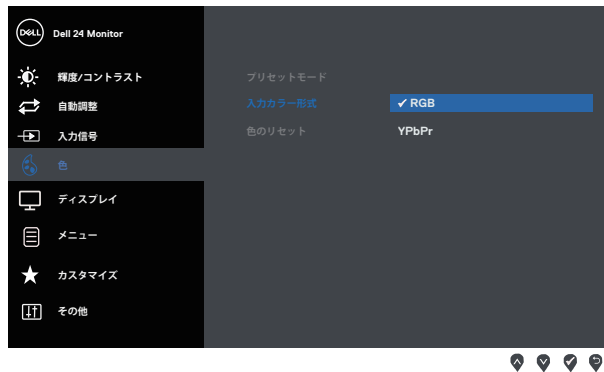 DELL Dell 24 Monitor
輝度/コントラスト
自動調整
入力信号
色
ディスプレイ
メニュー
カスタマイズ
その他
プリセットモード
入力カラー形式 ✓ RGB
色のリセット YPbPr